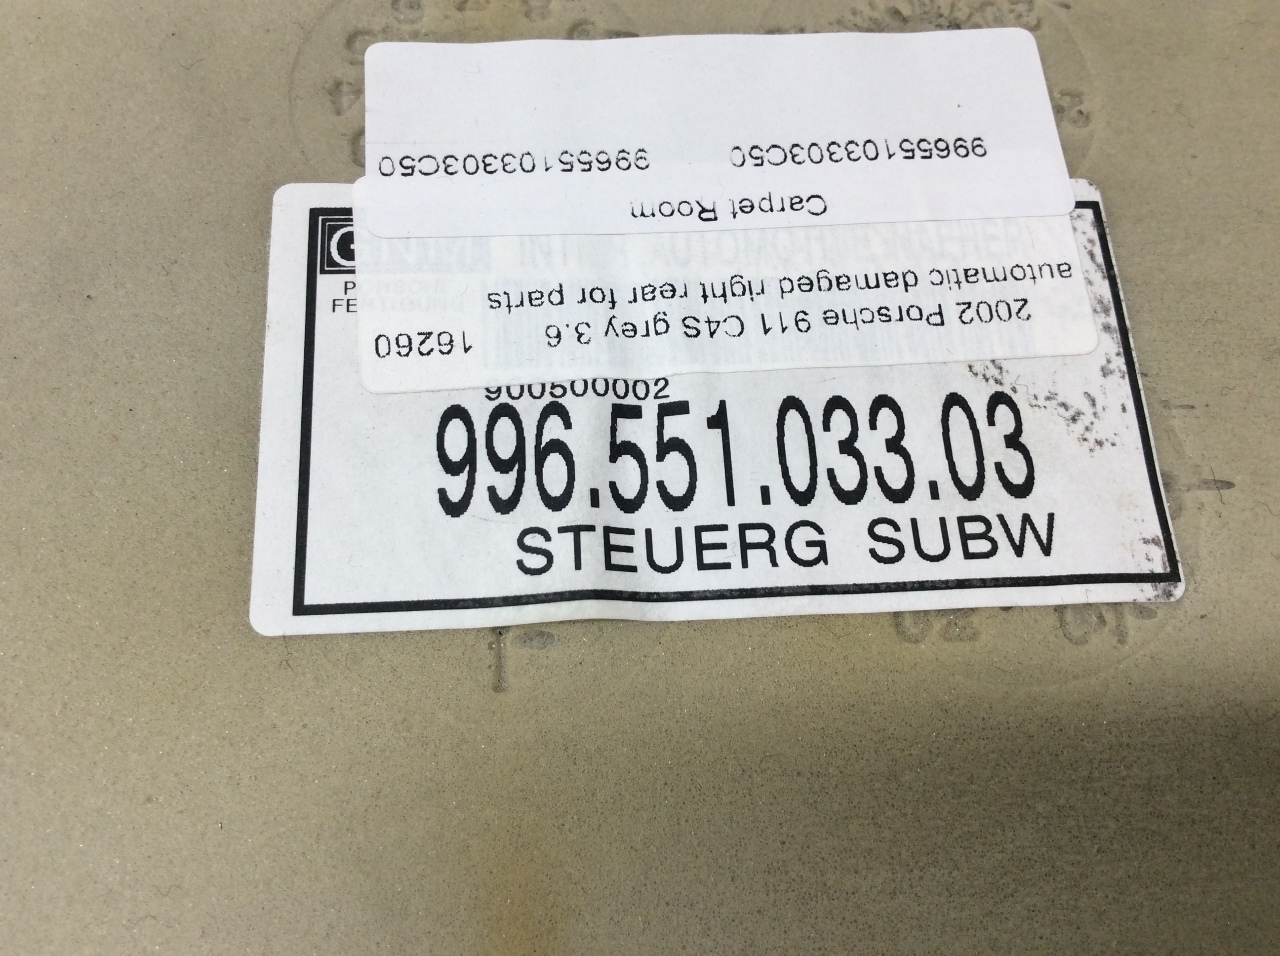 99655103303C50 99655103303C50
Carpet Room
2002 Porsche 911 C4S grey 3.6 16260
automatic damaged right rear for parts
G
P
FE
900500002
996.551.033.03
STEUERG SUBW